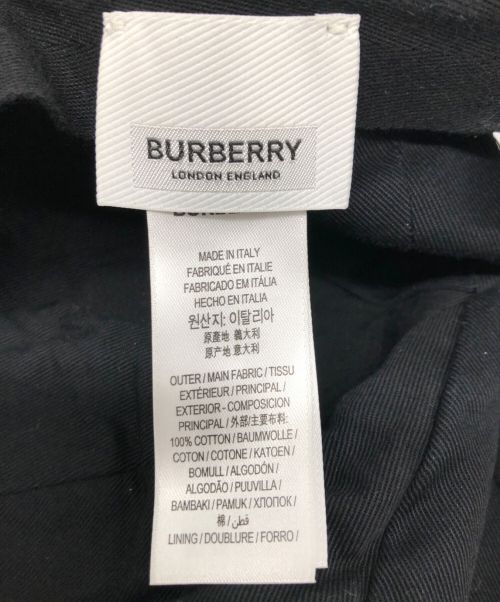 BURBERRY
LONDON ENGLAND
MADE IN ITALY
FABRIQUÉ EN ITALIE
FABRICADO EM ITÁLIA
HECHO EN ITALIA
원산지: 이탈리아
原產地 義大利
原产地 意大利
OUTER / MAIN FABRIC / TISSU
EXTÉRIEUR / PRINCIPAL /
EXTERIOR - COMPOSICION
PRINCIPAL / 外部/主要布料:
100% COTTON / BAUMWOLLE /
COTON / COTONE / KATOEN /
BOMULL / ALGODÓN /
ALGODÃO / PUUVILLA /
BAMBAKI / PAMUK / ХЛОПОК /
棉 / قطن /
LINING / DOUBLURE / FORRO /